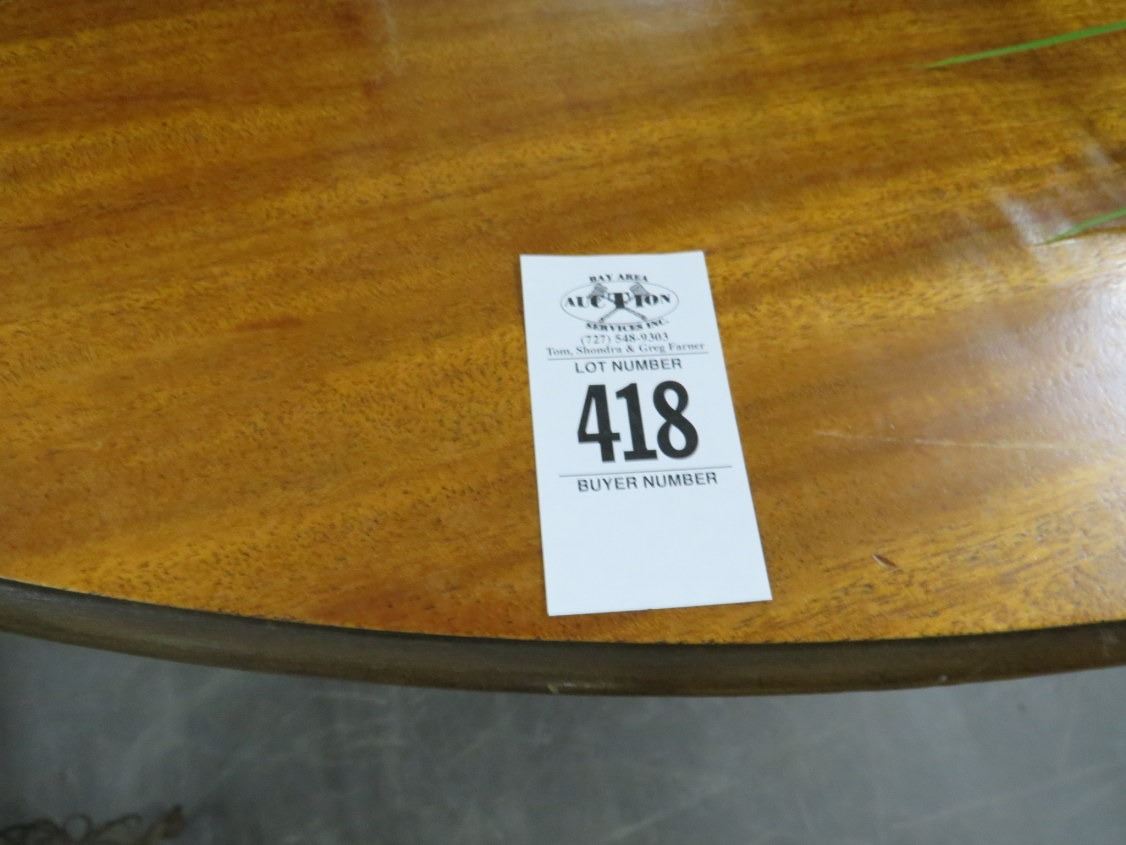 BAY AREA
AUCTION
SERVICES INC.
(727) 548-9303
Tom, Shondra & Greg Farner
LOT NUMBER
418
BUYER NUMBER